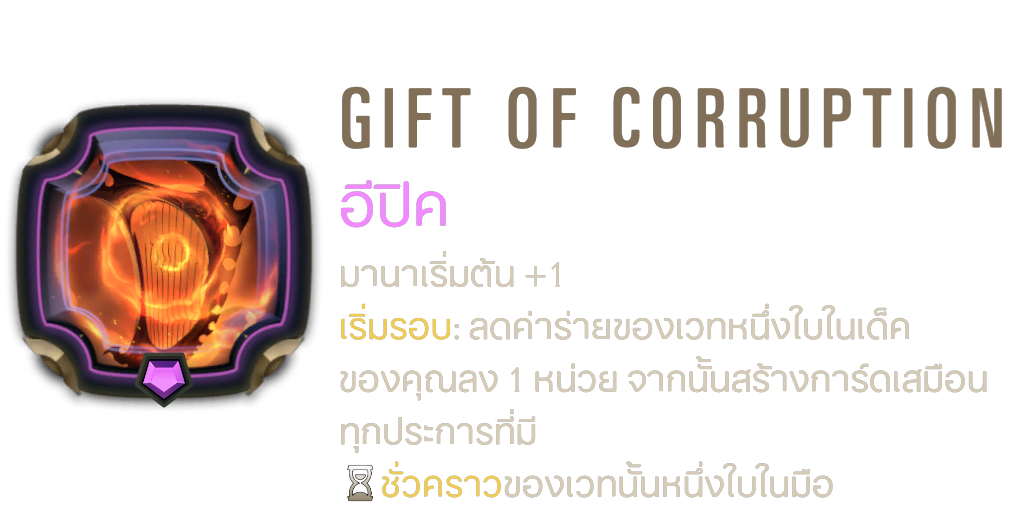 GIFT OF CORRUPTION
อีปิค
มานาเริ่มต้น +1
เริ่มรอบ: ลดค่าร่ายของเวทหนึ่งใบในเด็ค
ของคุณลง 1 หน่วย จากนั้นสร้างการ์ดเสมือน
ทุกประการที่มี
ชั่วคราวของเวทนั้นหนึ่งใบในมือ